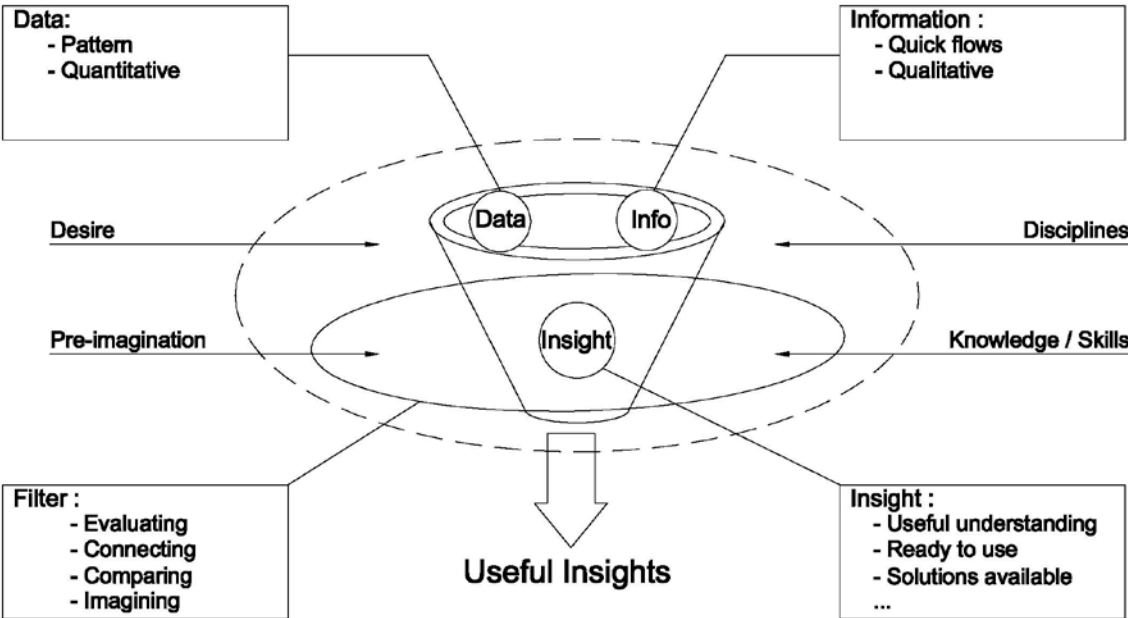 Data:
- Pattern
- Quantitative
Information :
- Quick flows
- Qualitative
Data
Info
Desire
Disciplines
Insight
Pre-imagination
Knowledge / Skills
Filter :
- Evaluating
- Connecting
- Comparing
- Imagining
Useful Insights
Insight :
- Useful understanding
- Ready to use
- Solutions available
...